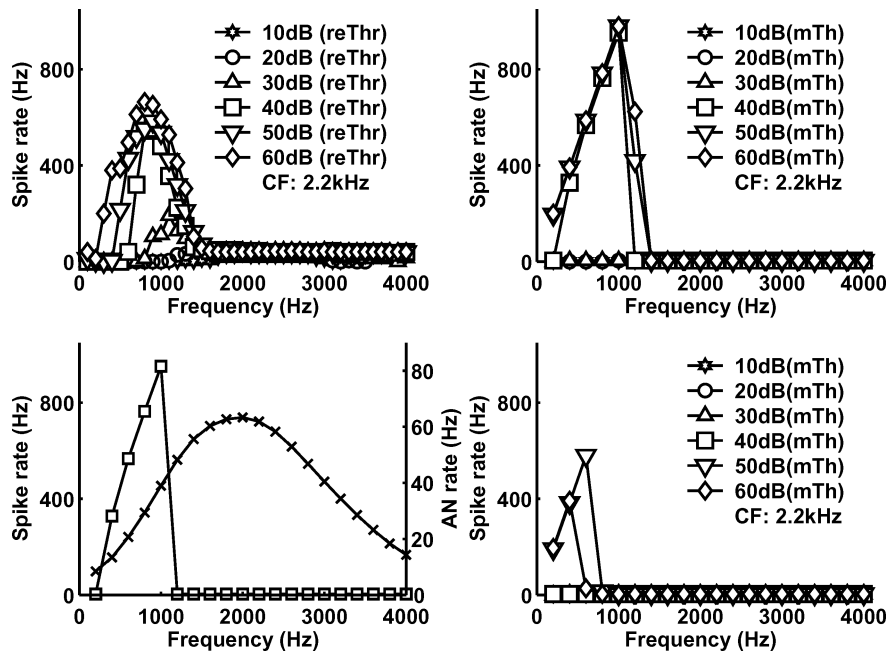 10dB (reThr)
20dB (reThr)
30dB (reThr)
40dB (reThr)
50dB (reThr)
60dB (reThr)
CF: 2.2kHz
Spike rate (Hz)
800
400
0
0 1000 2000 3000 4000
Frequency (Hz)
10dB(mTh)
20dB(mTh)
30dB(mTh)
40dB(mTh)
50dB(mTh)
60dB(mTh)
CF: 2.2kHz
Spike rate (Hz)
800
400
0
0 1000 2000 3000 4000
Frequency (Hz)
Spike rate (Hz)
800
400
0
0 1000 2000 3000 4000
Frequency (Hz)
AN rate (Hz)
80
60
40
20
0
10dB(mTh)
20dB(mTh)
30dB(mTh)
40dB(mTh)
50dB(mTh)
60dB(mTh)
CF: 2.2kHz
Spike rate (Hz)
800
400
0
0 1000 2000 3000 4000
Frequency (Hz)